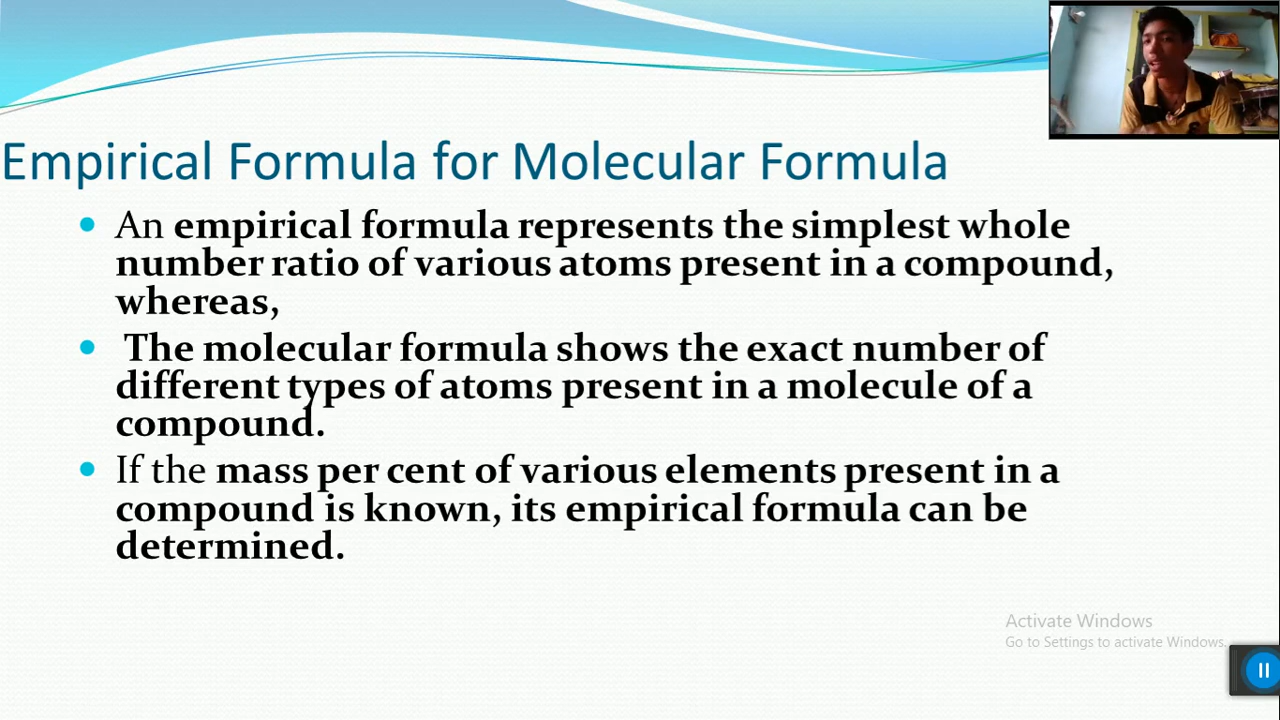 Empirical Formula for Molecular Formula
An empirical formula represents the simplest whole
number ratio of various atoms present in a compound,
whereas,
The molecular formula shows the exact number of
different types of atoms present in a molecule of a
compound.
If the mass per cent of various elements present in a
compound is known, its empirical formula can be
determined.
Activate Windows
Go to Settings to activate Windows.